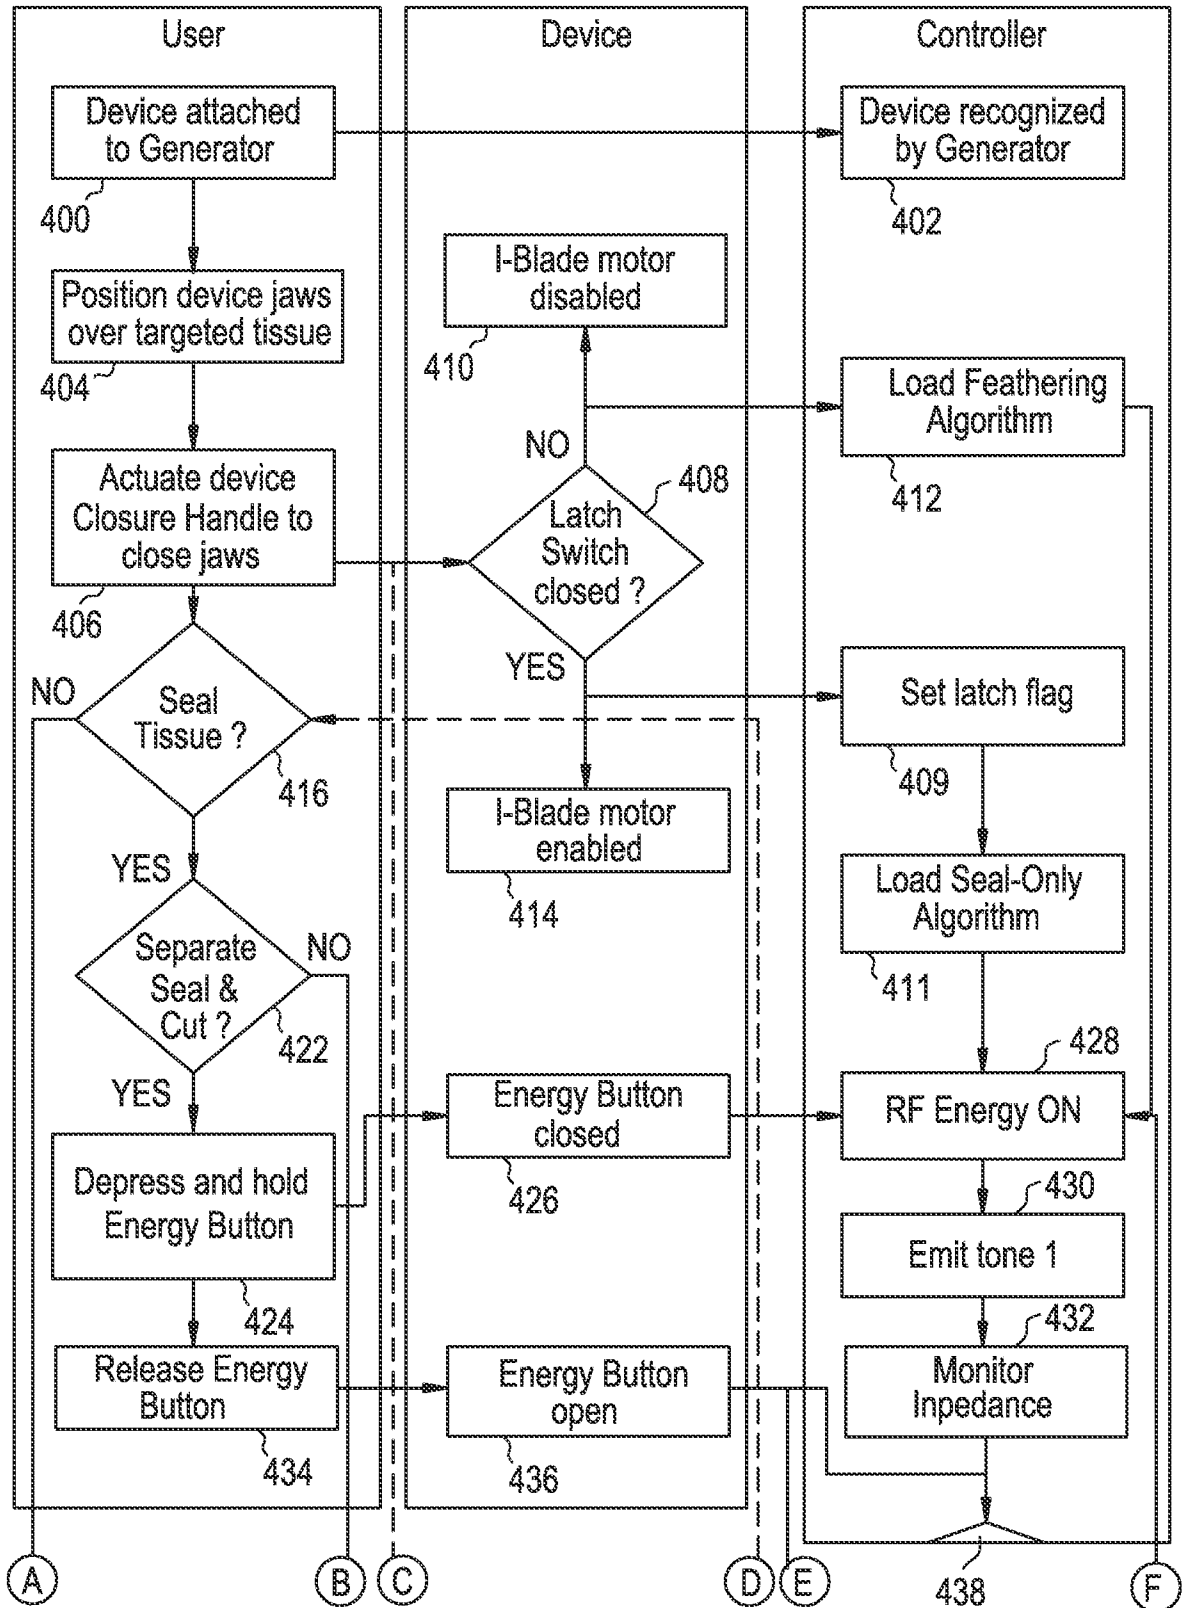 User
Device attached
to Generator
400
Position device jaws
over targeted tissue
404
Actuate device
Closure Handle to
close jaws
406
NO
Seal
Tissue ?
416
YES
Separate
Seal &
Cut ?
NO
422
YES
Depress and hold
Energy Button
424
Release Energy
Button
434
Device
I-Blade motor
disabled
410
NO
408
Latch
Switch
closed ?
YES
I-Blade motor
enabled
414
Energy Button
closed
426
Energy Button
open
436
Controller
Device recognized
by Generator
402
Load Feathering
Algorithm
412
Set latch flag
409
Load Seal-Only
Algorithm
411
428
RF Energy ON
430
Emit tone 1
432
Monitor
Inpedance
438
A
B
C
D
E
F